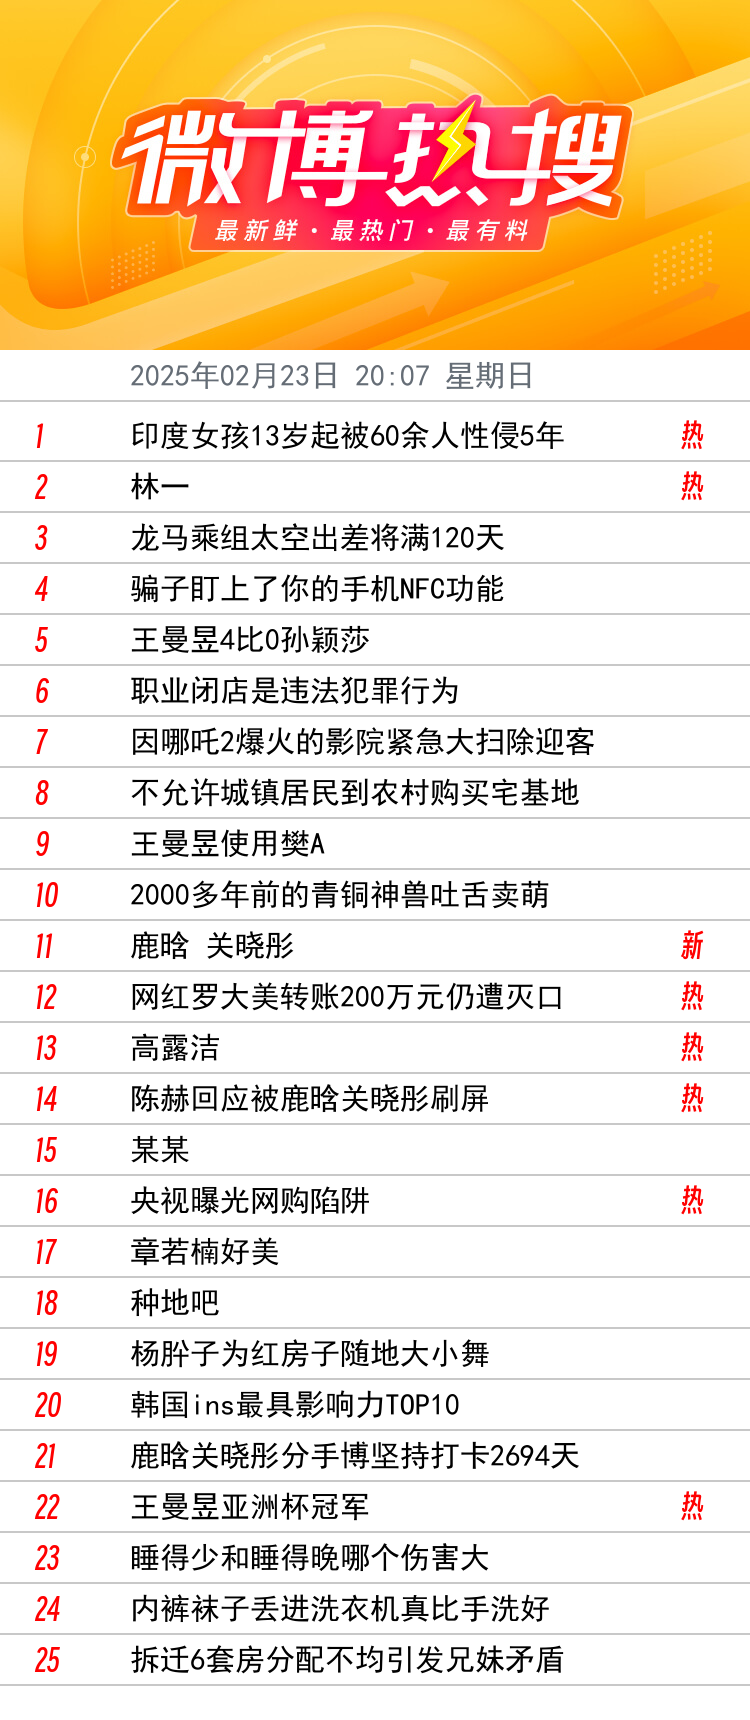 微博热搜
最新鲜·最热门·最有料
2025年02月23日 20:07 星期日
1 印度女孩13岁起被60余人性侵5年 热
2 林一 热
3 龙马乘组太空出差将满120天
4 骗子盯上了你的手机NFC功能
5 王曼昱4比0孙颖莎
6 职业闭店是违法犯罪行为
7 因哪吒2爆火的影院紧急大扫除迎客
8 不允许城镇居民到农村购买宅基地
9 王曼昱使用樊A
10 2000多年前的青铜神兽吐舌卖萌
11 鹿晗 关晓彤 新
12 网红罗大美转账200万元仍遭灭口 热
13 高露洁 热
14 陈赫回应被鹿晗关晓彤刷屏 热
15 某某
16 央视曝光网购陷阱 热
17 章若楠好美
18 种地吧
19 杨肸子为红房子随地大小舞
20 韩国ins最具影响力TOP10
21 鹿晗关晓彤分手博坚持打卡2694天
22 王曼昱亚洲杯冠军 热
23 睡得少和睡得晚哪个伤害大
24 内裤袜子丢进洗衣机真比手洗好
25 拆迁6套房分配不均引发兄妹矛盾